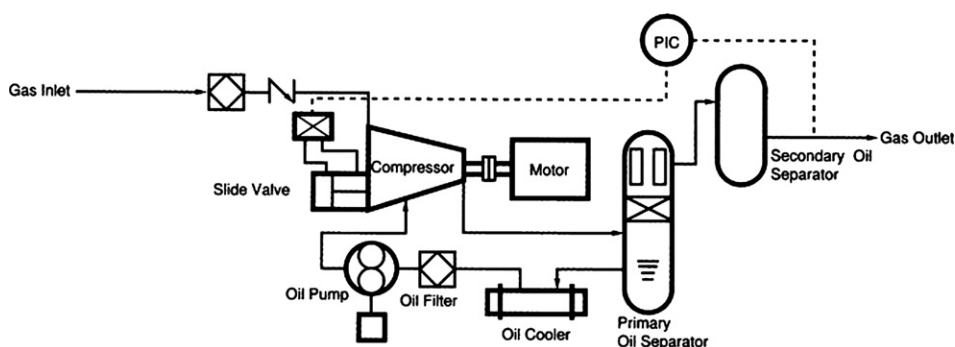 PIC
Gas Inlet
Gas Outlet
Secondary Oil
Separator
Compressor
Motor
Slide Valve
Oil Pump
Oil Filter
Oil Cooler
Primary
Oil Separator